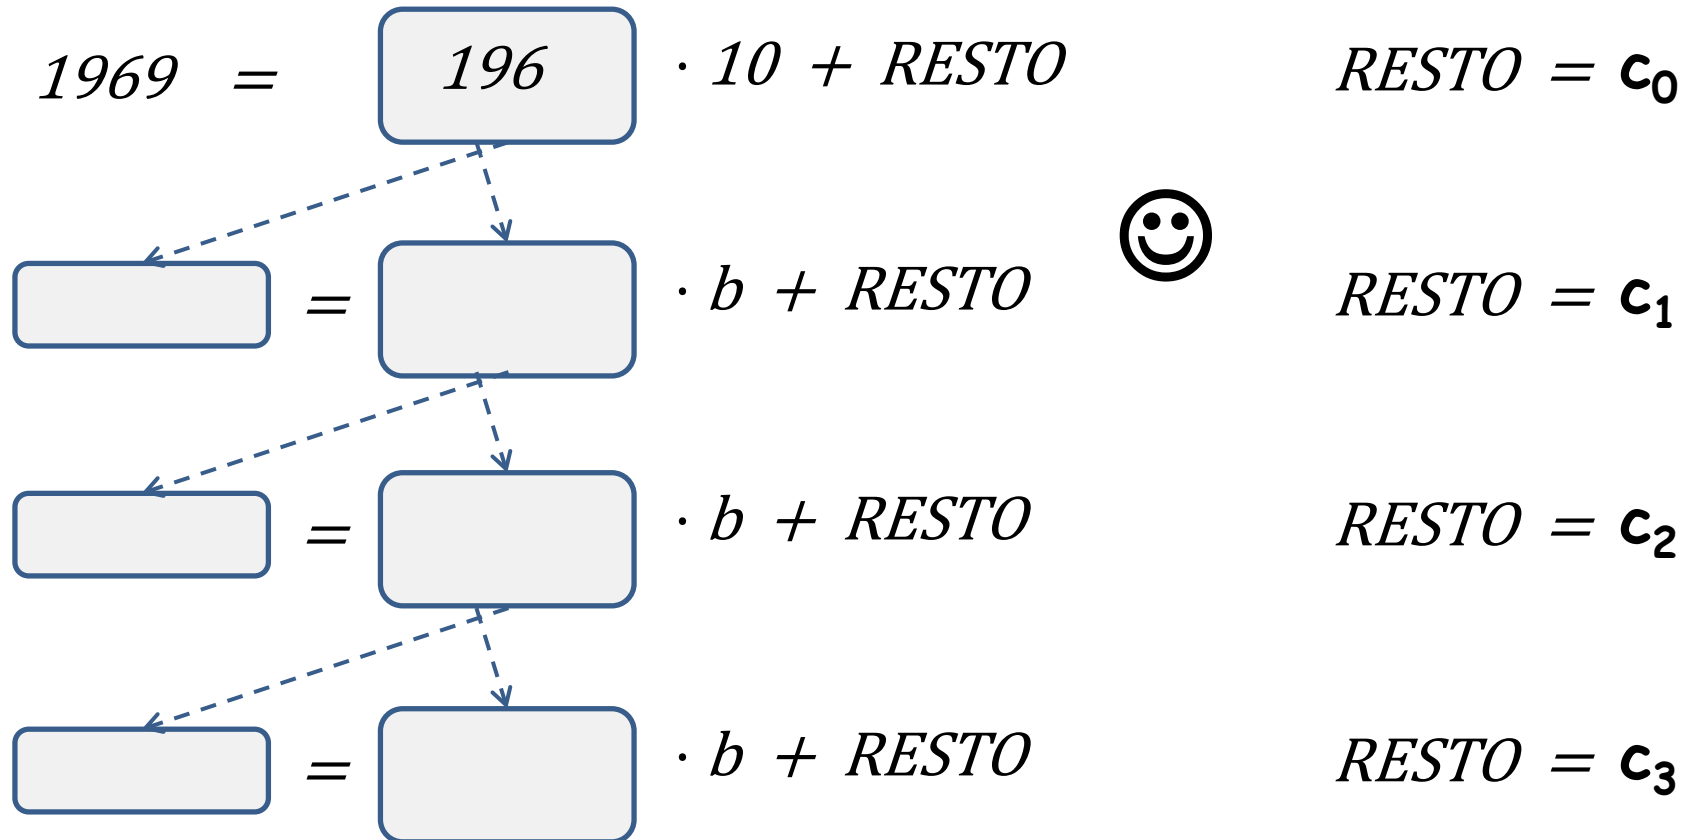 1969 = 196 · 10 + RESTO RESTO = c₀
= · b + RESTO RESTO = c₁
= · b + RESTO RESTO = c₂
= · b + RESTO RESTO = c₃